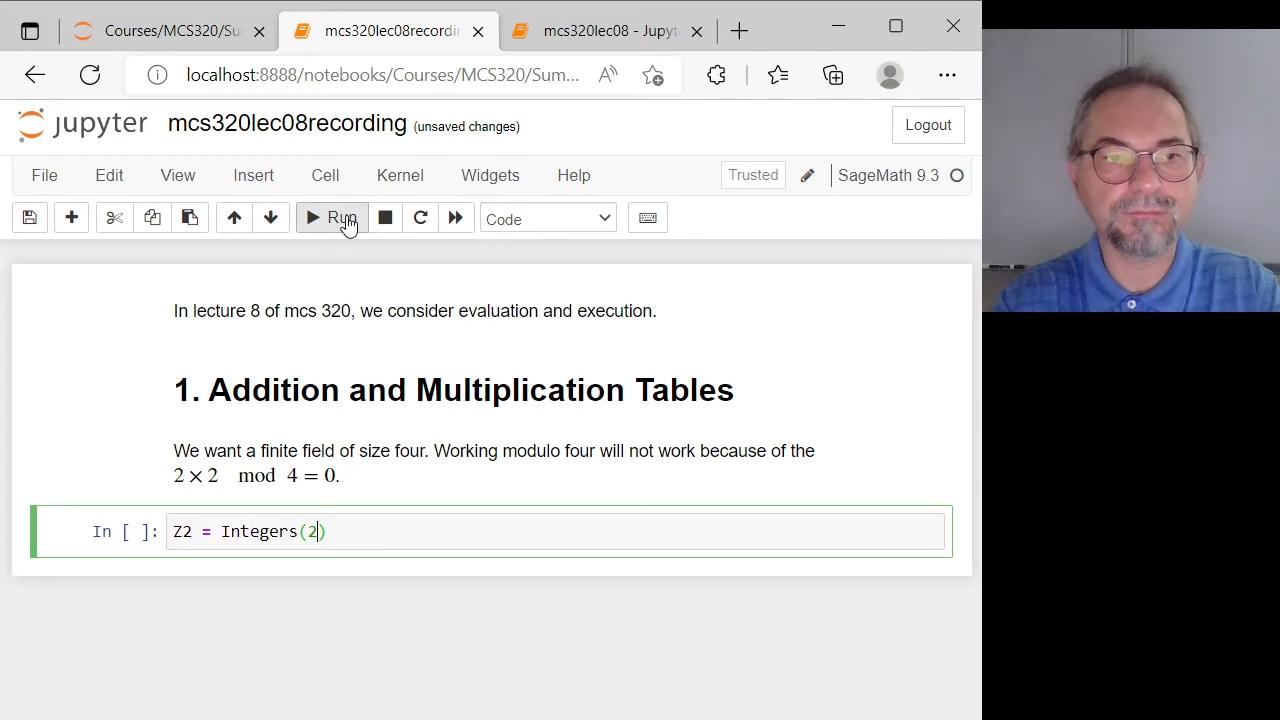 Courses/MCS320/Sur
mcs320lec08recordi
mcs320lec08 - Jupyt
localhost:8888/notebooks/Courses/MCS320/Sum...
jupyter mcs320lec08recording (unsaved changes) Logout
File Edit View Insert Cell Kernel Widgets Help Trusted SageMath 9.3
Run Code
In lecture 8 of mcs 320, we consider evaluation and execution.
1. Addition and Multiplication Tables
We want a finite field of size four. Working modulo four will not work because of the
2 × 2 mod 4 = 0.
In [ ]: Z2 = Integers(2)